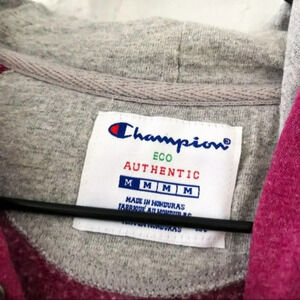 Champion®
ECO
AUTHENTIC
M M M M
MADE IN HONDURAS
FABRIQUÉ AU HONDURAS